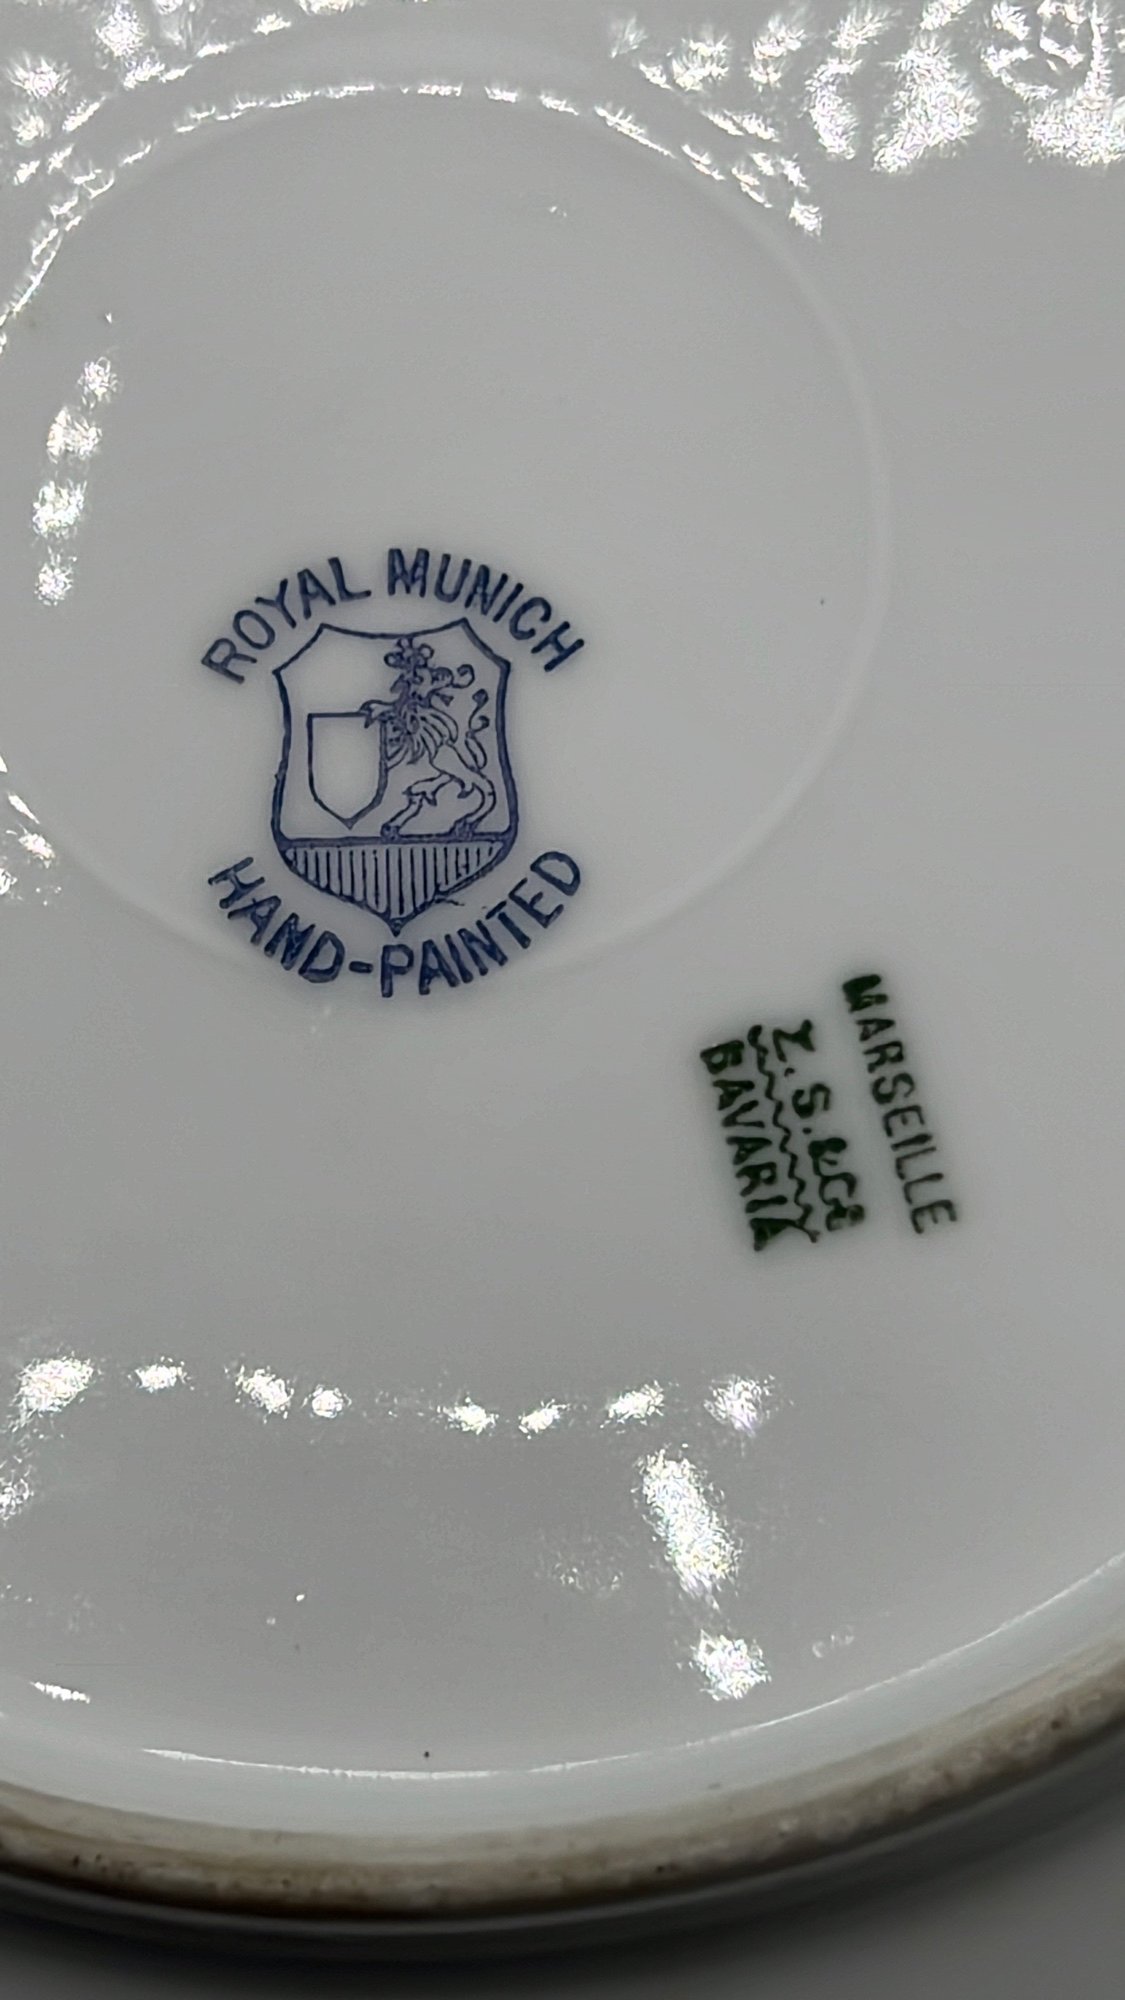 ROYAL MUNICH
HAND-PAINTED
MARSEILLE
Z.S.&Co
BAVARIA